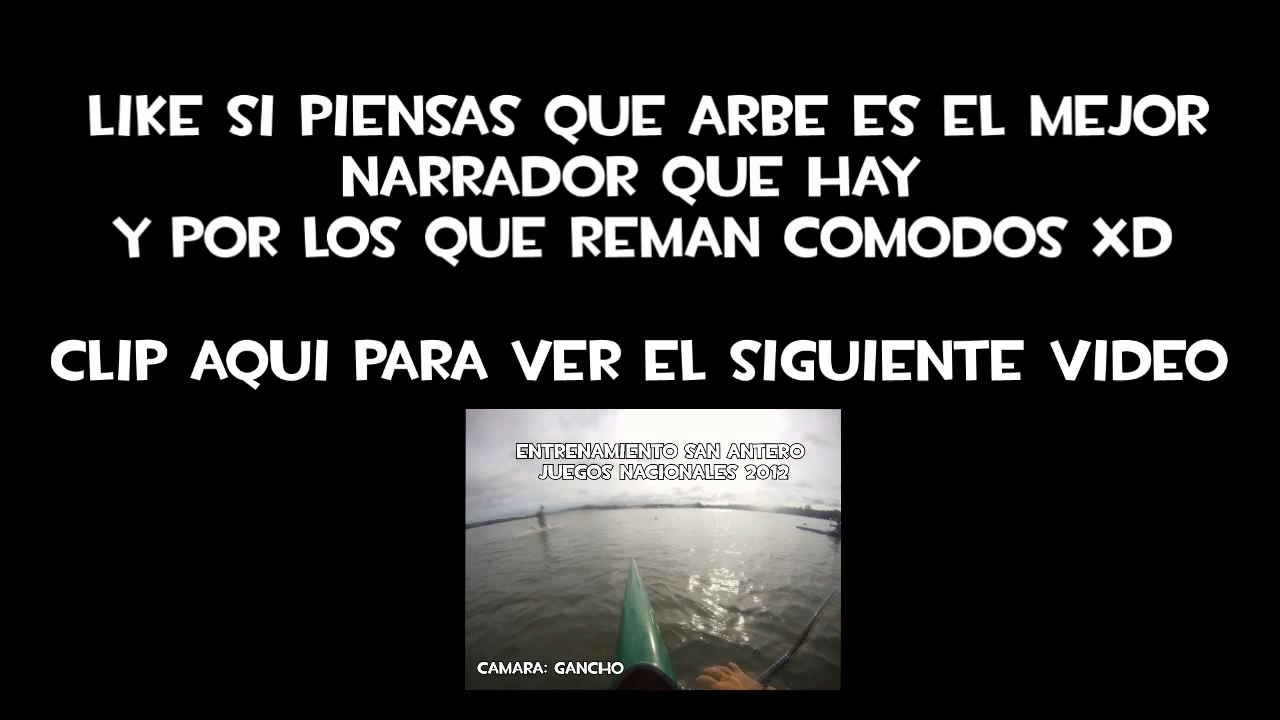 LIKE SI PIENSAS QUE ARBE ES EL MEJOR
NARRADOR QUE HAY
Y POR LOS QUE REMAN COMODOS XD
CLIP AQUI PARA VER EL SIGUIENTE VIDEO
ENTRENAMIENTO SAN ANTERO
JUEGOS NACIONALES 2012
CAMARA: GANCHO